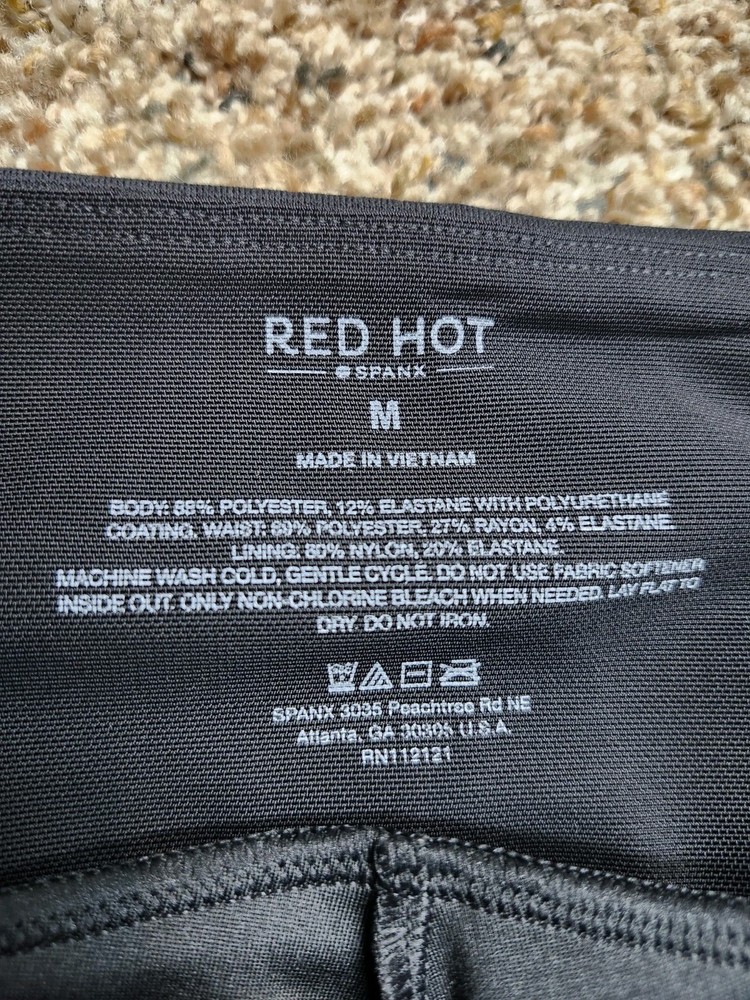 RED HOT
SPANX
M
MADE IN VIETNAM
BODY: 88% POLYESTER, 12% ELASTANE WITH POLYURETHANE
COATING. WAIST: 69% POLYESTER. 27% RAYON, 4% ELASTANE.
LINING: 80% NYLON, 20% ELASTANE.
MACHINE WASH COLD, GENTLE CYCLE. DO NOT USE FABRIC SOFTENER.
INSIDE OUT. ONLY NON-CHLORINE BLEACH WHEN NEEDED. LAY FLAT TO
DRY. DO NOT IRON.
SPANX 3035 Peachtree Rd NE
Atlanta, GA 30305 U.S.A.
RN112121